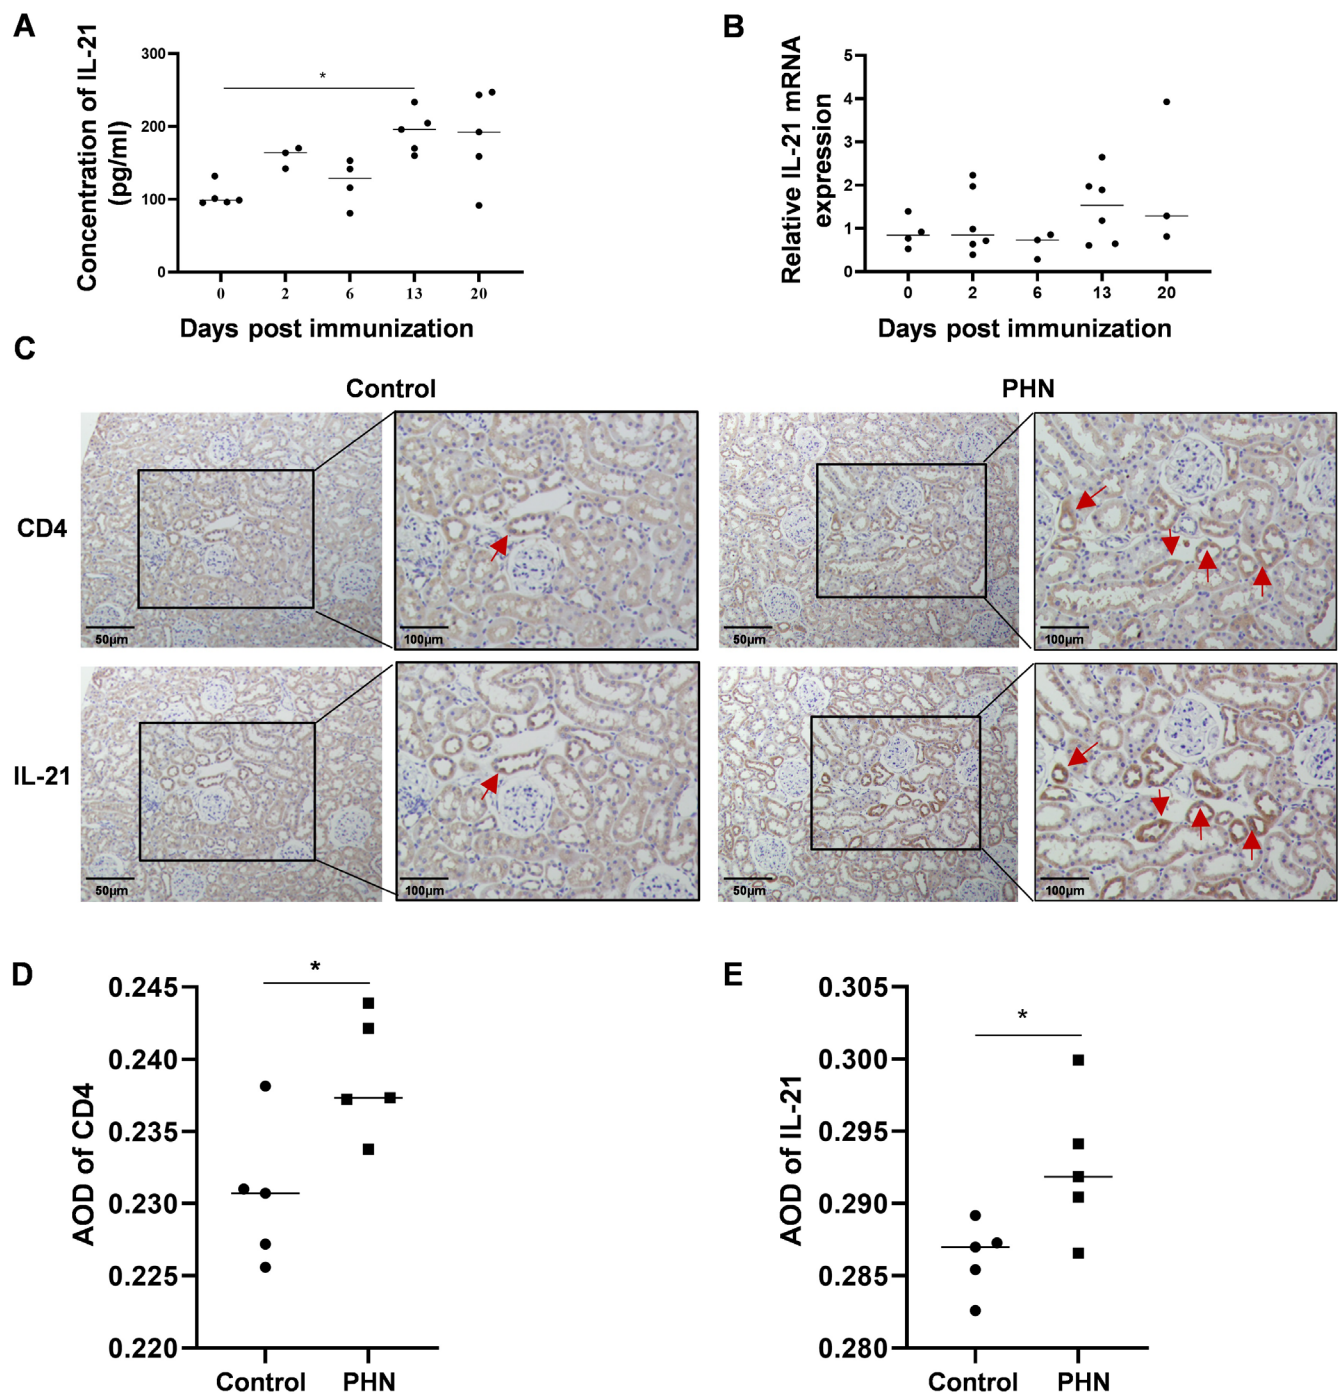 A
Concentration of IL-21
(pg/ml)
300
200
100
0
*
0 2 6 13 20
Days post immunization
B
Relative IL-21 mRNA
expression
5
4
3
2
1
0
0 2 6 13 20
Days post immunization
C
Control
PHN
CD4
50μm
100μm
50μm
100μm
IL-21
50μm
100μm
50μm
100μm
D
AOD of CD4
0.245
0.240
0.235
0.230
0.225
0.220
*
Control PHN
E
AOD of IL-21
0.305
0.300
0.295
0.290
0.285
0.280
*
Control PHN